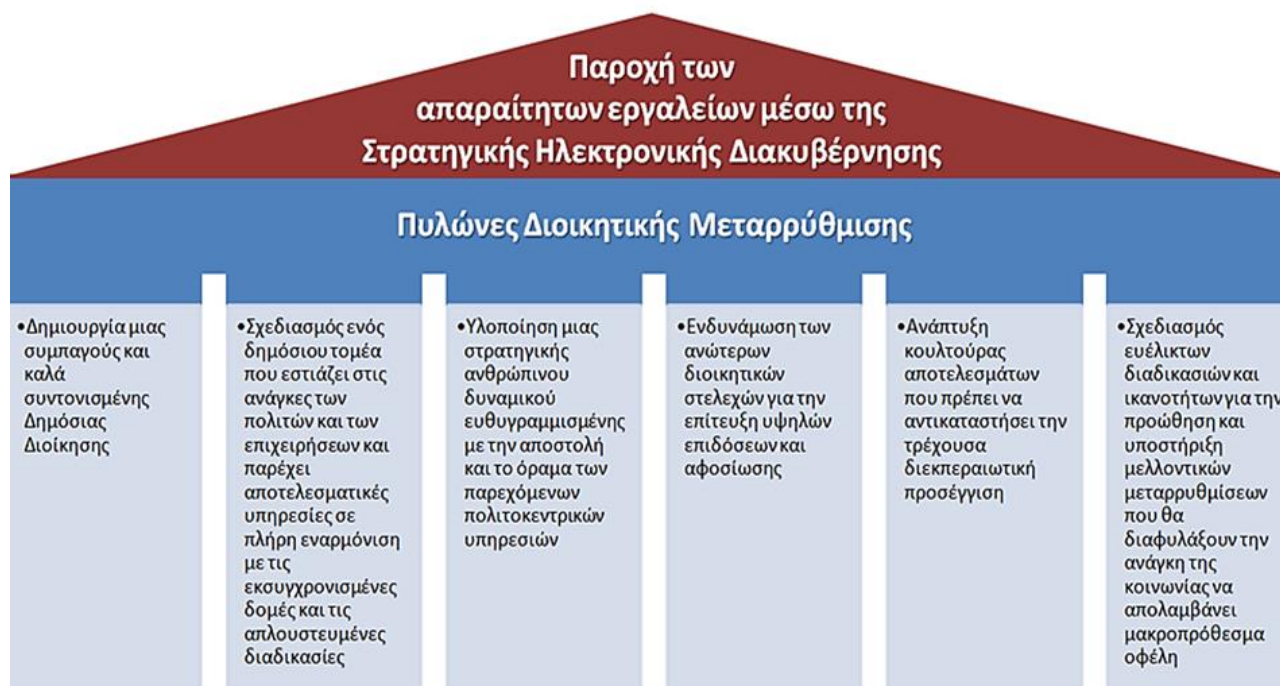 Παροχή των
απαραίτητων εργαλείων μέσω της
Στρατηγικής Ηλεκτρονικής Διακυβέρνησης
Πυλώνες Διοικητικής Μεταρρύθμισης
•Δημιουργία μιας
συμπαγούς και
καλά
συντονισμένης
Δημόσιας
Διοίκησης
•Σχεδιασμός ενός
δημόσιου τομέα
που εστιάζει στις
ανάγκες των
πολιτών και των
επιχειρήσεων και
παρέχει
αποτελεσματικές
υπηρεσίες σε
πλήρη εναρμόνιση
με τις
εκσυγχρονισμένες
δομές και τις
απλουστευμένες
διαδικασίες
•Υλοποίηση μιας
στρατηγικής
ανθρώπινου
δυναμικού
ευθυγραμμισμένης
με την αποστολή
και το όραμα των
παρεχόμενων
πολιτοκεντρικών
υπηρεσιών
•Ενδυνάμωση των
ανώτερων
διοικητικών
στελεχών για την
επίτευξη υψηλών
επιδόσεων και
αφοσίωσης
•Ανάπτυξη
κουλτούρας
αποτελεσμάτων
που πρέπει να
αντικαταστήσει την
τρέχουσα
διεκπεραιωτική
προσέγγιση
•Σχεδιασμός
ευέλικτων
διαδικασιών και
ικανοτήτων για την
προώθηση και
υποστήριξη
μελλοντικών
μεταρρυθμίσεων
που θα
διαφυλάξουν την
ανάγκη της
κοινωνίας να
απολαμβάνει
μακροπρόθεσμα
οφέλη